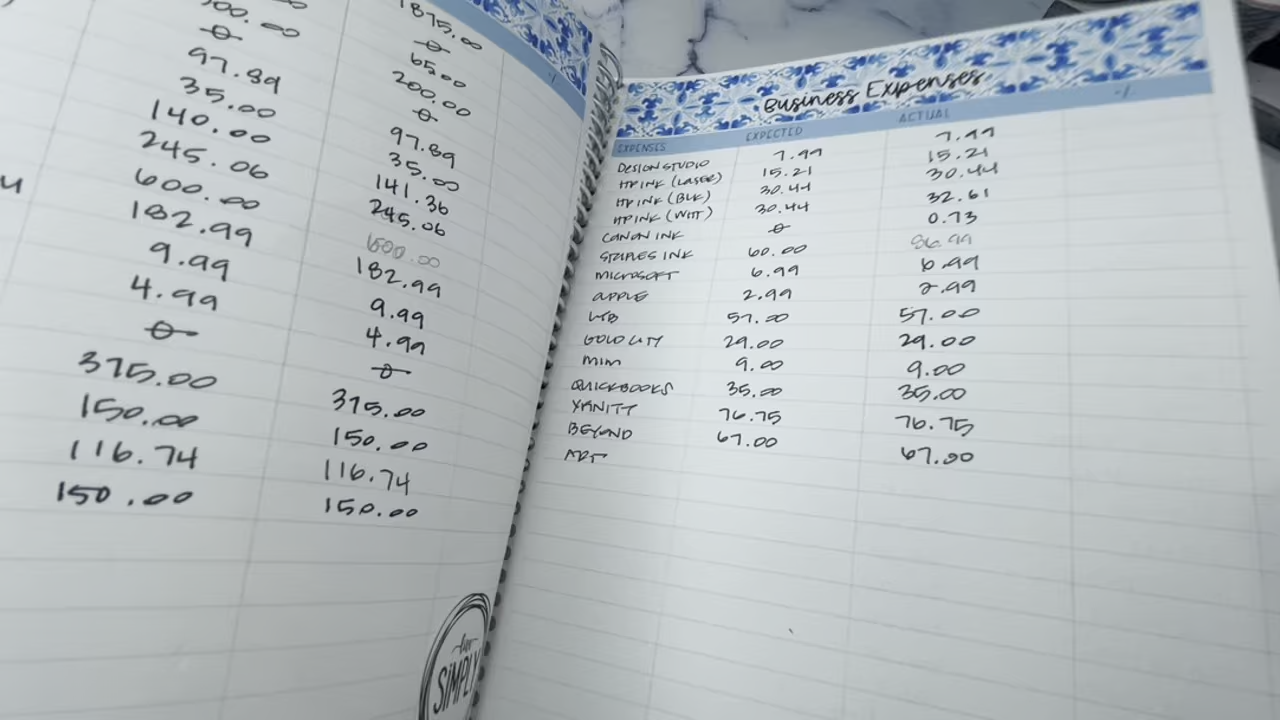 1875.00
0
65.00
00.00 200.00
0 0
97.89 97.89
35.00 35.00
140.00 141.36
245.06 245.06
600.00
182.99 182.99
9.99 9.99
4.99 4.99
0 0
375.00 375.00
150.00 150.00
116.74 116.74
150.00 150.00
SIMPLY
Business Expenses
EXPENSES EXPECTED ACTUAL -/.
DESIGN STUDIO 7.99 7.99
HP INK (LASER) 15.21 15.21
HP INK (BLK) 30.44 30.44
HP INK (WHT) 30.44 32.61
CANON INK 0 0.73
STAPLES INK 60.00 86.99
MICROSOFT 6.99 6.99
APPLE 2.99 2.99
57.00 57.00
GOLD CITY 29.00 29.00
MIM 9.00 9.00
QUICKBOOKS 35.00 35.00
XFINITY 76.75 76.75
BEYOND 67.00 67.00
ADT